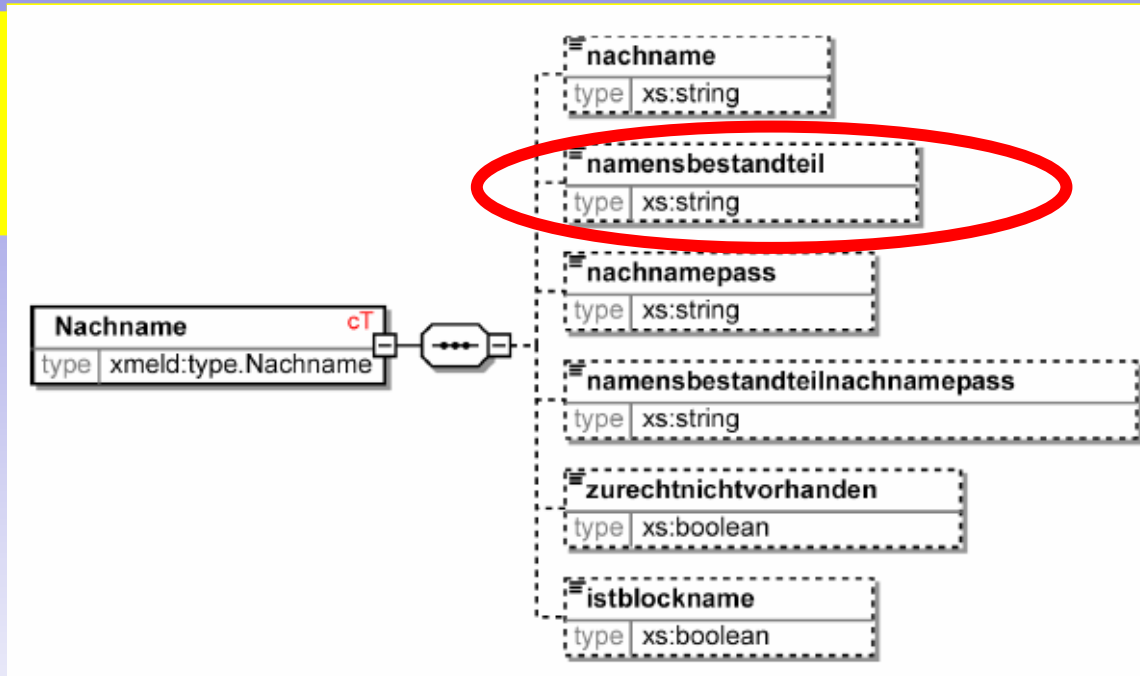 nachname
type xs:string
namensbestandteil
type xs:string
nachnamepass
type xs:string
Nachname cT
type xmeld:type.Nachname
namensbestandteilnachnamepass
type xs:string
zurechtnichtvorhanden
type xs:boolean
istblockname
type xs:boolean